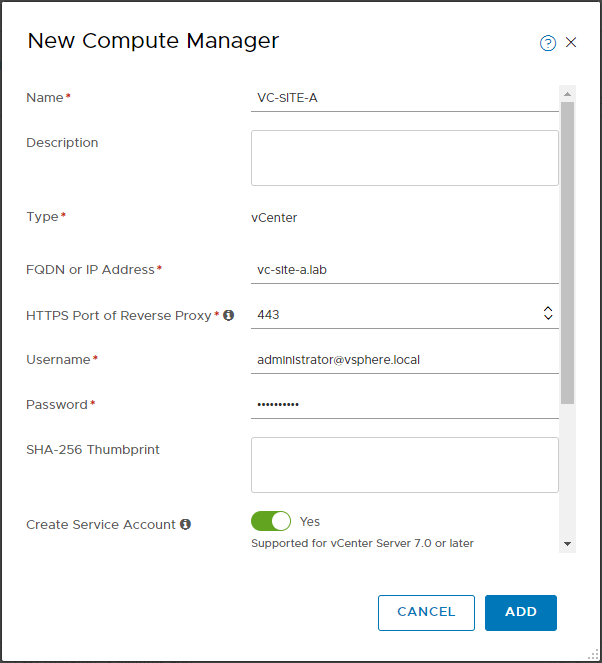 New Compute Manager
Name* VC-SITE-A
Description
Type* vCenter
FQDN or IP Address* vc-site-a.lab
HTTPS Port of Reverse Proxy* 443
Username* administrator@vsphere.local
Password* ••••••••••
SHA-256 Thumbprint
Create Service Account Yes
Supported for vCenter Server 7.0 or later
CANCEL ADD